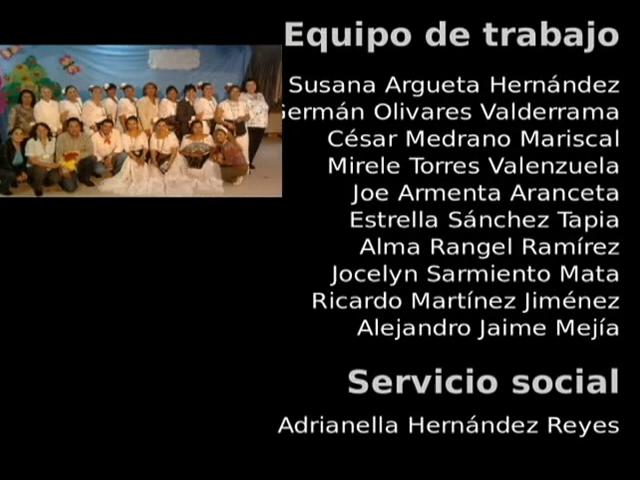 Equipo de trabajo
Susana Argueta Hernández
Germán Olivares Valderrama
César Medrano Mariscal
Mirele Torres Valenzuela
Joe Armenta Aranceta
Estrella Sánchez Tapia
Alma Rangel Ramírez
Jocelyn Sarmiento Mata
Ricardo Martínez Jiménez
Alejandro Jaime Mejía
Servicio social
Adrianella Hernández Reyes